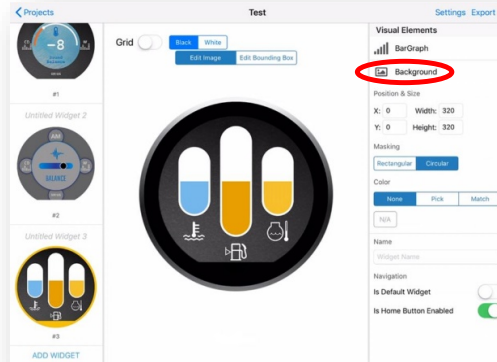 Projects
Test
Settings Export
Grid
Black White
Edit Image Edit Bounding Box
-8
#1
Untitled Widget 2
AM
BALANCE
#2
Untitled Widget 3
#3
ADD WIDGET
Visual Elements
BarGraph
Background
Position & Size
X: 0 Width: 320
Y: 0 Height: 320
Masking
Rectangular Circular
Color
None Pick Match
N/A
Name
Widget Name
Navigation
Is Default Widget
Is Home Button Enabled